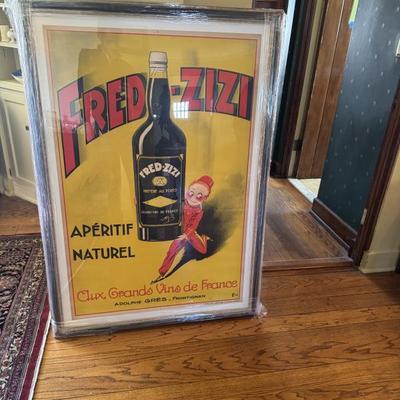 FRED-ZIZI
FRED-ZIZI
APÉRITIF
NATUREL
Aux Grands Vins de France
ADOLPHE GRÈS, FRONTIGNAN